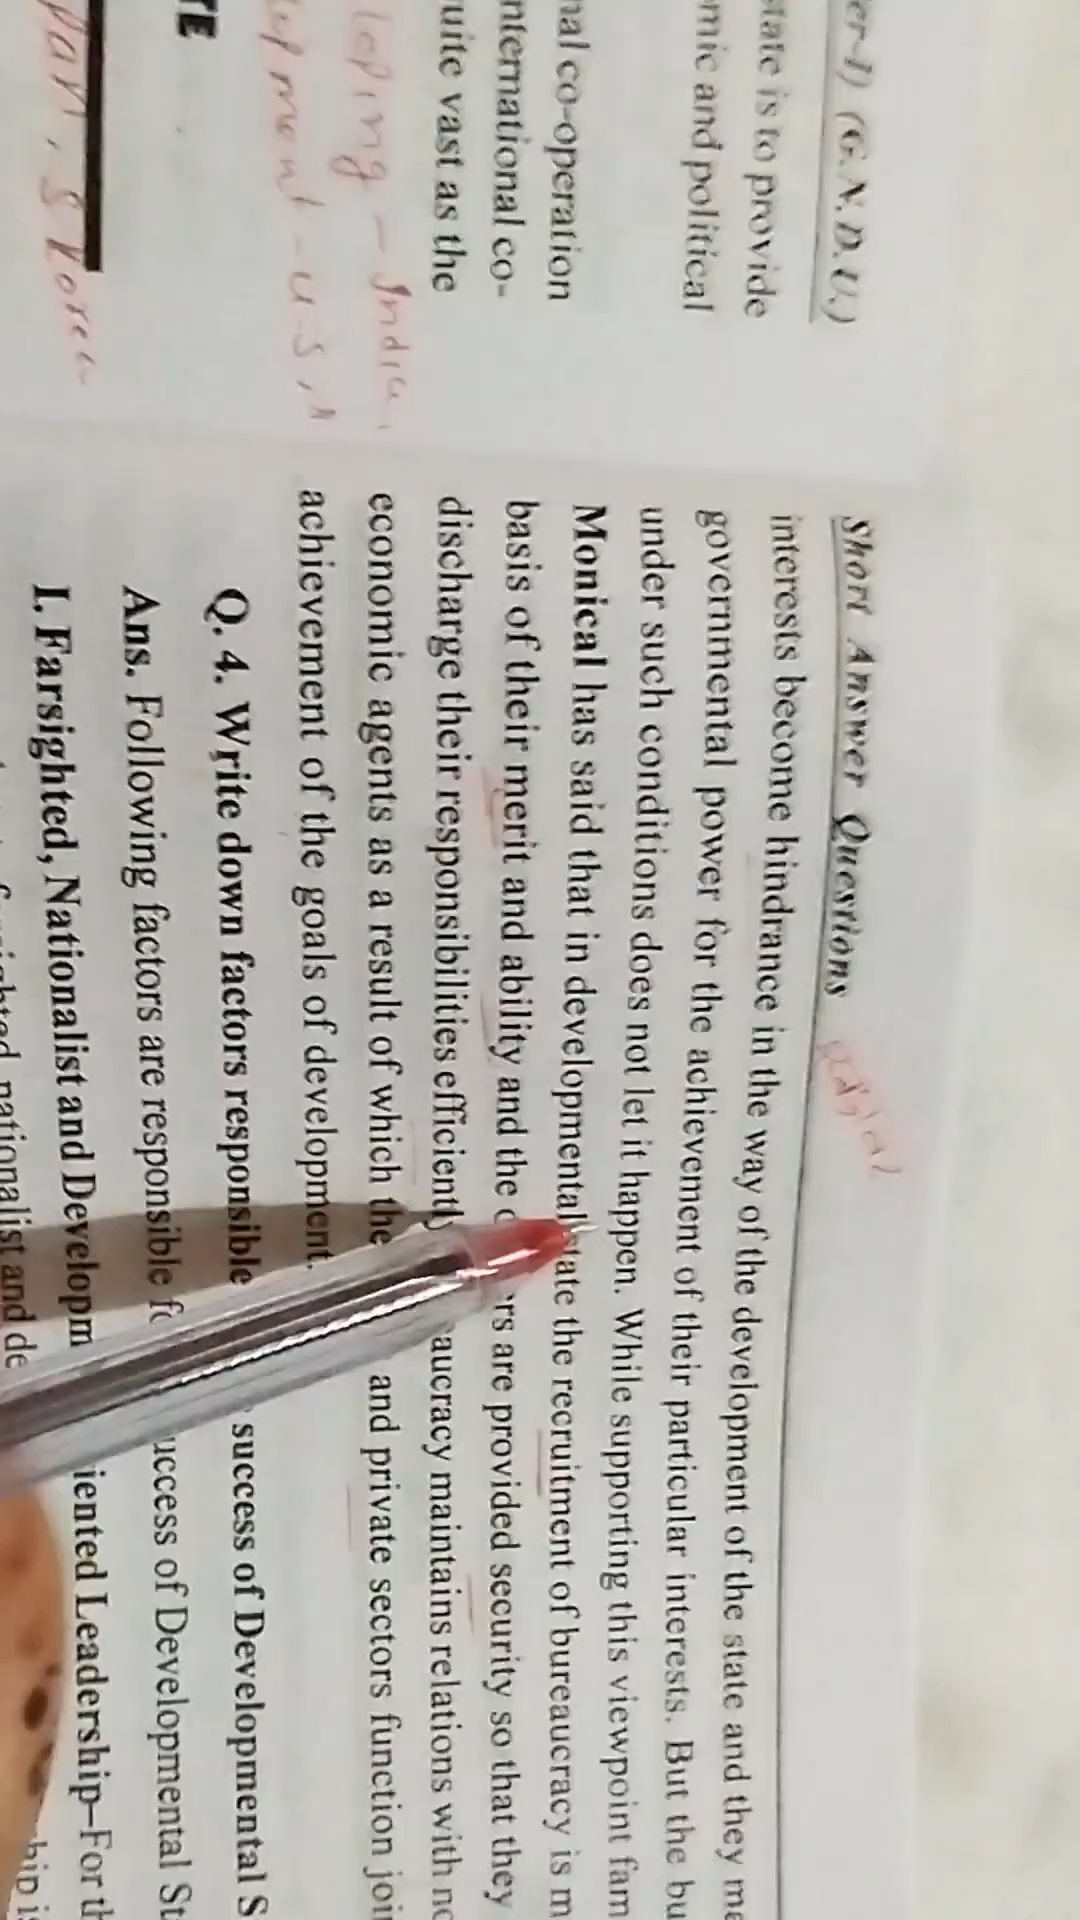 er-I) (G.N.D.U.)
state is to provide
mic and political
nal co-operation
nternational co-
uite vast as the
loping - India,
lopment - U.S.A
TE
pan, S Korea
Short Answer Questions
interests become hindrance in the way of the development of the state and they ma
governmental power for the achievement of their particular interests. But the bu
under such conditions does not let it happen. While supporting this viewpoint fam
Monical has said that in developmental state the recruitment of bureaucracy is m
basis of their merit and ability and the rs are provided security so that they
discharge their responsibilities efficiently aucracy maintains relations with no
economic agents as a result of which the and private sectors function join
achievement of the goals of development.
Q. 4. Write down factors responsible success of Developmental S
Ans. Following factors are responsible fo uccess of Developmental St
I. Farsighted, Nationalist and Developm iented Leadership–For th
farsighted nationalist and de hip is